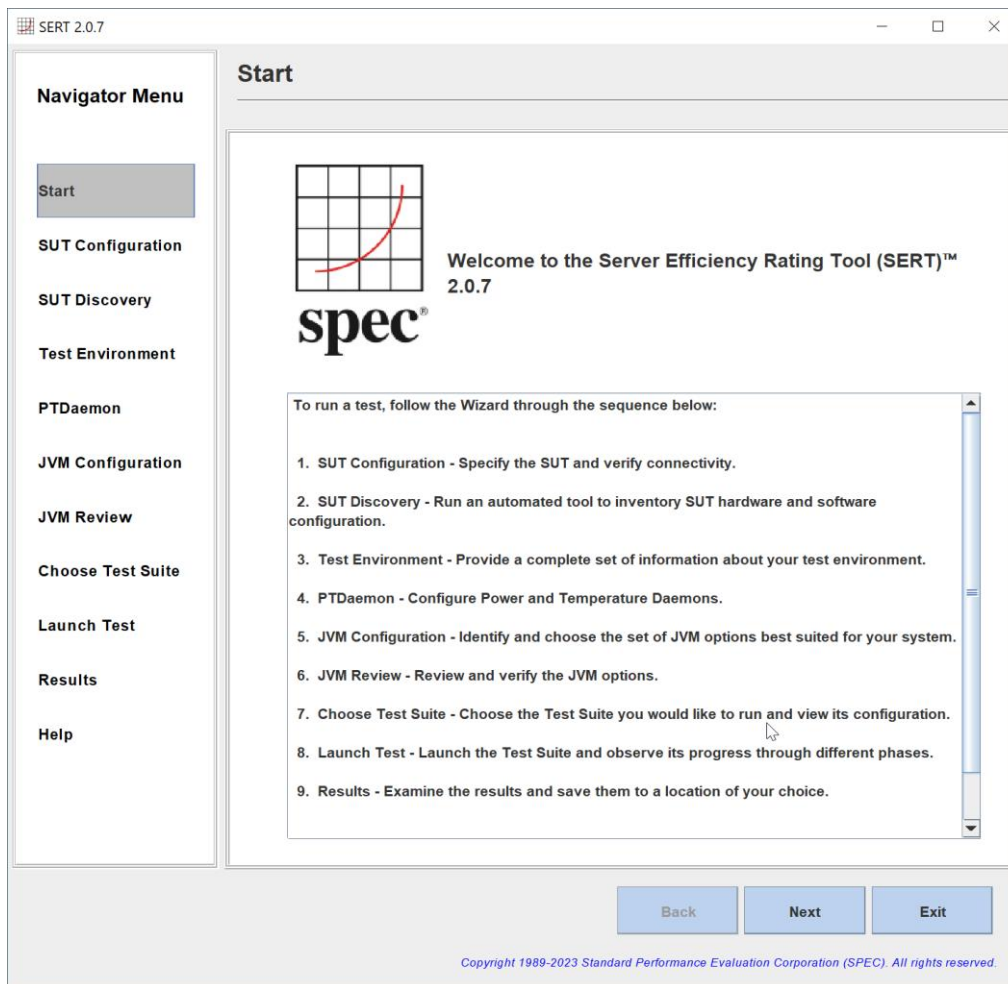 SERT 2.0.7
Navigator Menu
Start
SUT Configuration
SUT Discovery
Test Environment
PTDaemon
JVM Configuration
JVM Review
Choose Test Suite
Launch Test
Results
Help
Start
spec®
Welcome to the Server Efficiency Rating Tool (SERT)™
2.0.7
To run a test, follow the Wizard through the sequence below:
1. SUT Configuration - Specify the SUT and verify connectivity.
2. SUT Discovery - Run an automated tool to inventory SUT hardware and software
configuration.
3. Test Environment - Provide a complete set of information about your test environment.
4. PTDaemon - Configure Power and Temperature Daemons.
5. JVM Configuration - Identify and choose the set of JVM options best suited for your system.
6. JVM Review - Review and verify the JVM options.
7. Choose Test Suite - Choose the Test Suite you would like to run and view its configuration.
8. Launch Test - Launch the Test Suite and observe its progress through different phases.
9. Results - Examine the results and save them to a location of your choice.
Back Next Exit
Copyright 1989-2023 Standard Performance Evaluation Corporation (SPEC). All rights reserved.